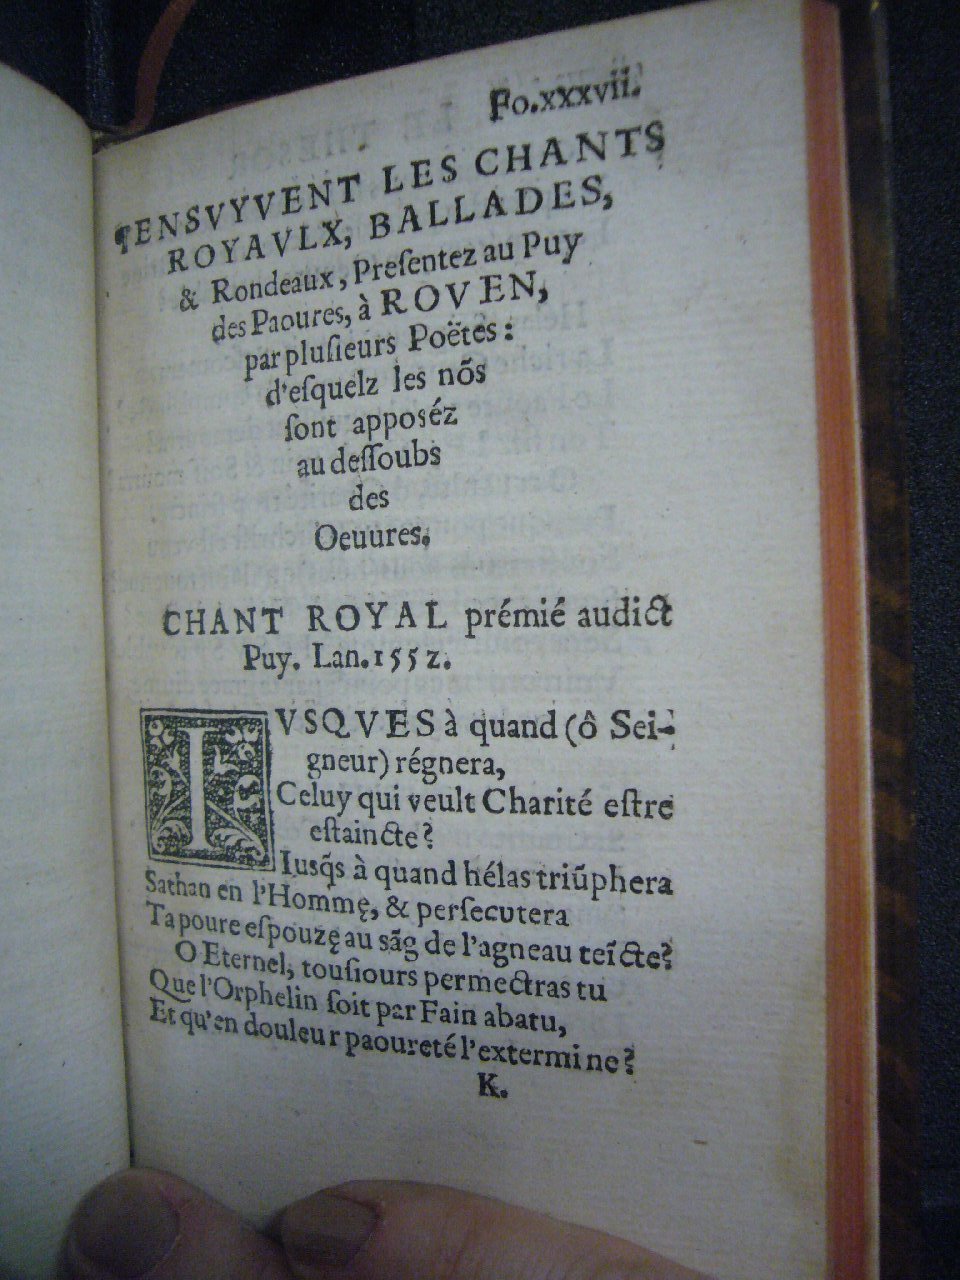 Fo.xxxvii.
¶ENSVYVENT LES CHANTS
ROYAVLX, BALLADES,
& Rondeaux, Preſentez au Puy
des Paoures, à ROVEN,
par pluſieurs Poëtes :
d'eſquelz les nõs
ſont apposéz
au deſſoubs
des
Oeuures.
CHANT ROYAL prémié audict
Puy. Lan.1552.
IVSQVES à quand (ô Sei-
gneur) régnera,
Celuy qui veult Charité eſtre
eſtaincte?
Iuſq̃s à quand hélas triũphera
Sathan en l'Hommę, & perſecutera
Ta poure eſpouzę au sãg de l'agneau teĩcte?
O Eternel, touſiours permectras tu
Que l'Orphelin ſoit par Fain abatu,
Et qu'en douleur paoureté l'extermine?
K.